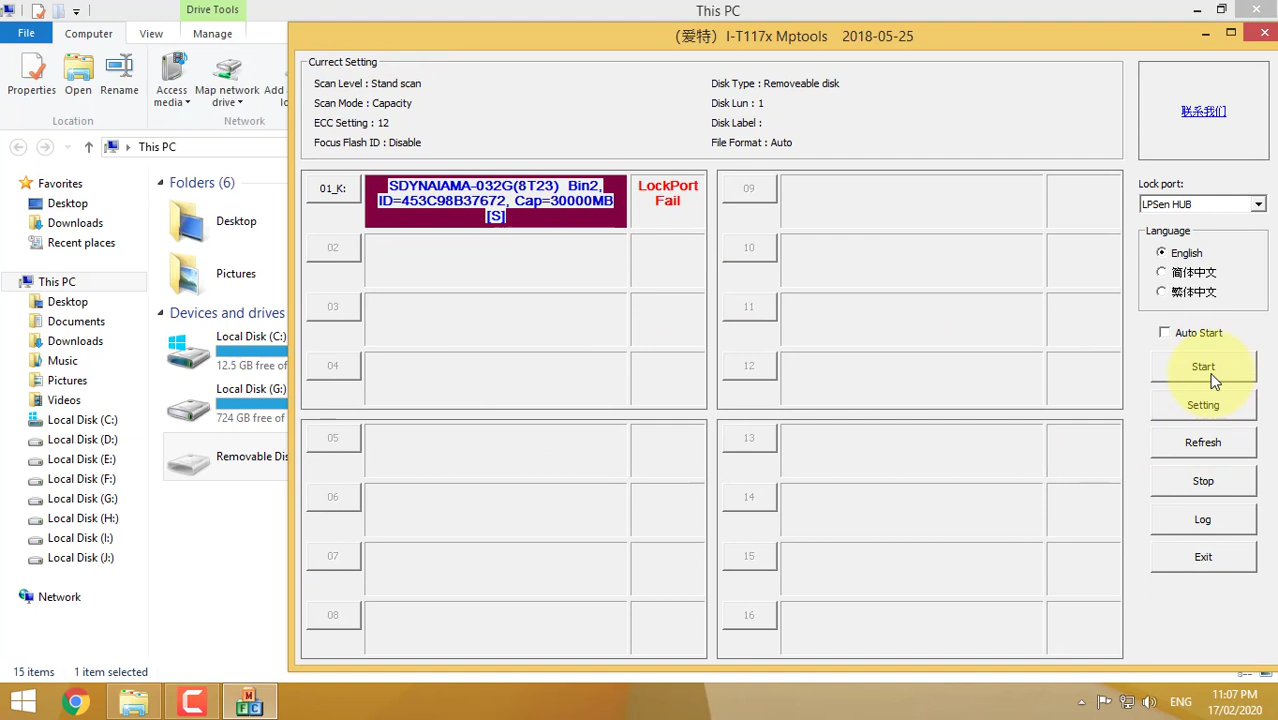 Drive Tools
This PC
File
Computer
View
Manage
(爱特) I-T117x Mptools 2018-05-25
Properties
Open
Rename
Access media
Map network drive
Add a
lo
Location
Network
This PC
Favorites
Desktop
Downloads
Recent places
This PC
Desktop
Documents
Downloads
Music
Pictures
Videos
Local Disk (C:)
Local Disk (D:)
Local Disk (E:)
Local Disk (F:)
Local Disk (G:)
Local Disk (H:)
Local Disk (I:)
Local Disk (J:)
Network
Folders (6)
Desktop
Pictures
Devices and drives
Local Disk (C:)
12.5 GB free of
Local Disk (G:)
724 GB free of
Removable Dis
15 items 1 item selected
Currect Setting
Scan Level : Stand scan
Scan Mode : Capacity
ECC Setting : 12
Focus Flash ID : Disable
Disk Type : Removeable disk
Disk Lun : 1
Disk Label :
File Format : Auto
01_K:
SDYNAIAMA-032G(8T23) Bin2,
ID=453C98B37672, Cap=30000MB
[S]
LockPort
Fail
02
03
04
05
06
07
08
09
10
11
12
13
14
15
16
联系我们
Lock port:
LPSen HUB
Language
English
简体中文
繁体中文
Auto Start
Start
Setting
Refresh
Stop
Log
Exit
M
F
C
ENG
11:07 PM
17/02/2020